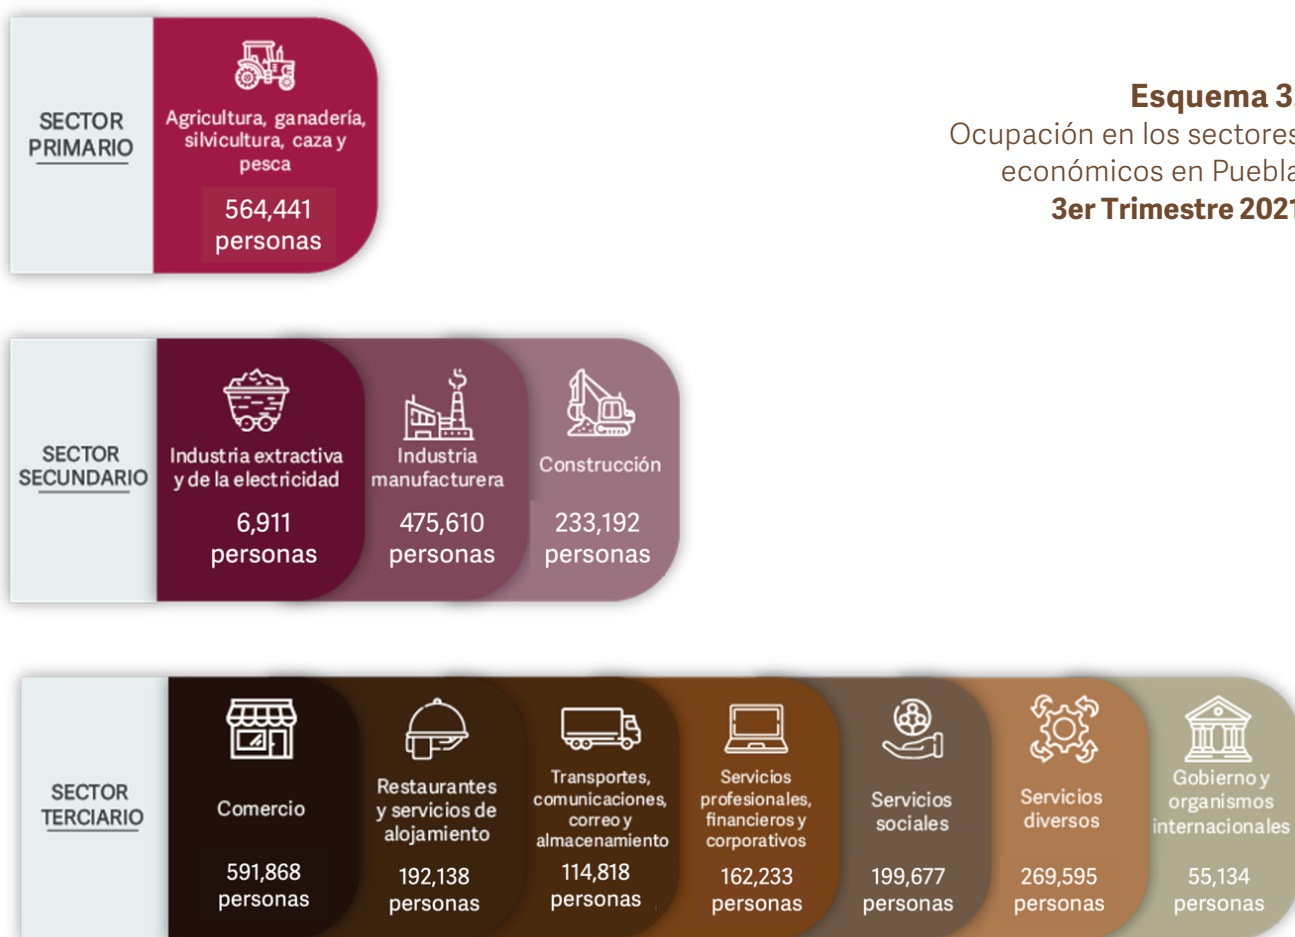 Esquema 3.
Ocupación en los sectores
económicos en Puebla
3er Trimestre 2021
SECTOR
PRIMARIO
Agricultura, ganadería,
silvicultura, caza y
pesca
564,441
personas
SECTOR
SECUNDARIO
Industria extractiva
y de la electricidad
6,911
personas
Industria
manufacturera
475,610
personas
Construcción
233,192
personas
SECTOR
TERCIARIO
Comercio
591,868
personas
Restaurantes
y servicios de
alojamiento
192,138
personas
Transportes,
comunicaciones,
correo y
almacenamiento
114,818
personas
Servicios
profesionales,
financieros y
corporativos
162,233
personas
Servicios
sociales
199,677
personas
Servicios
diversos
269,595
personas
Gobierno y
organismos
internacionales
55,134
personas